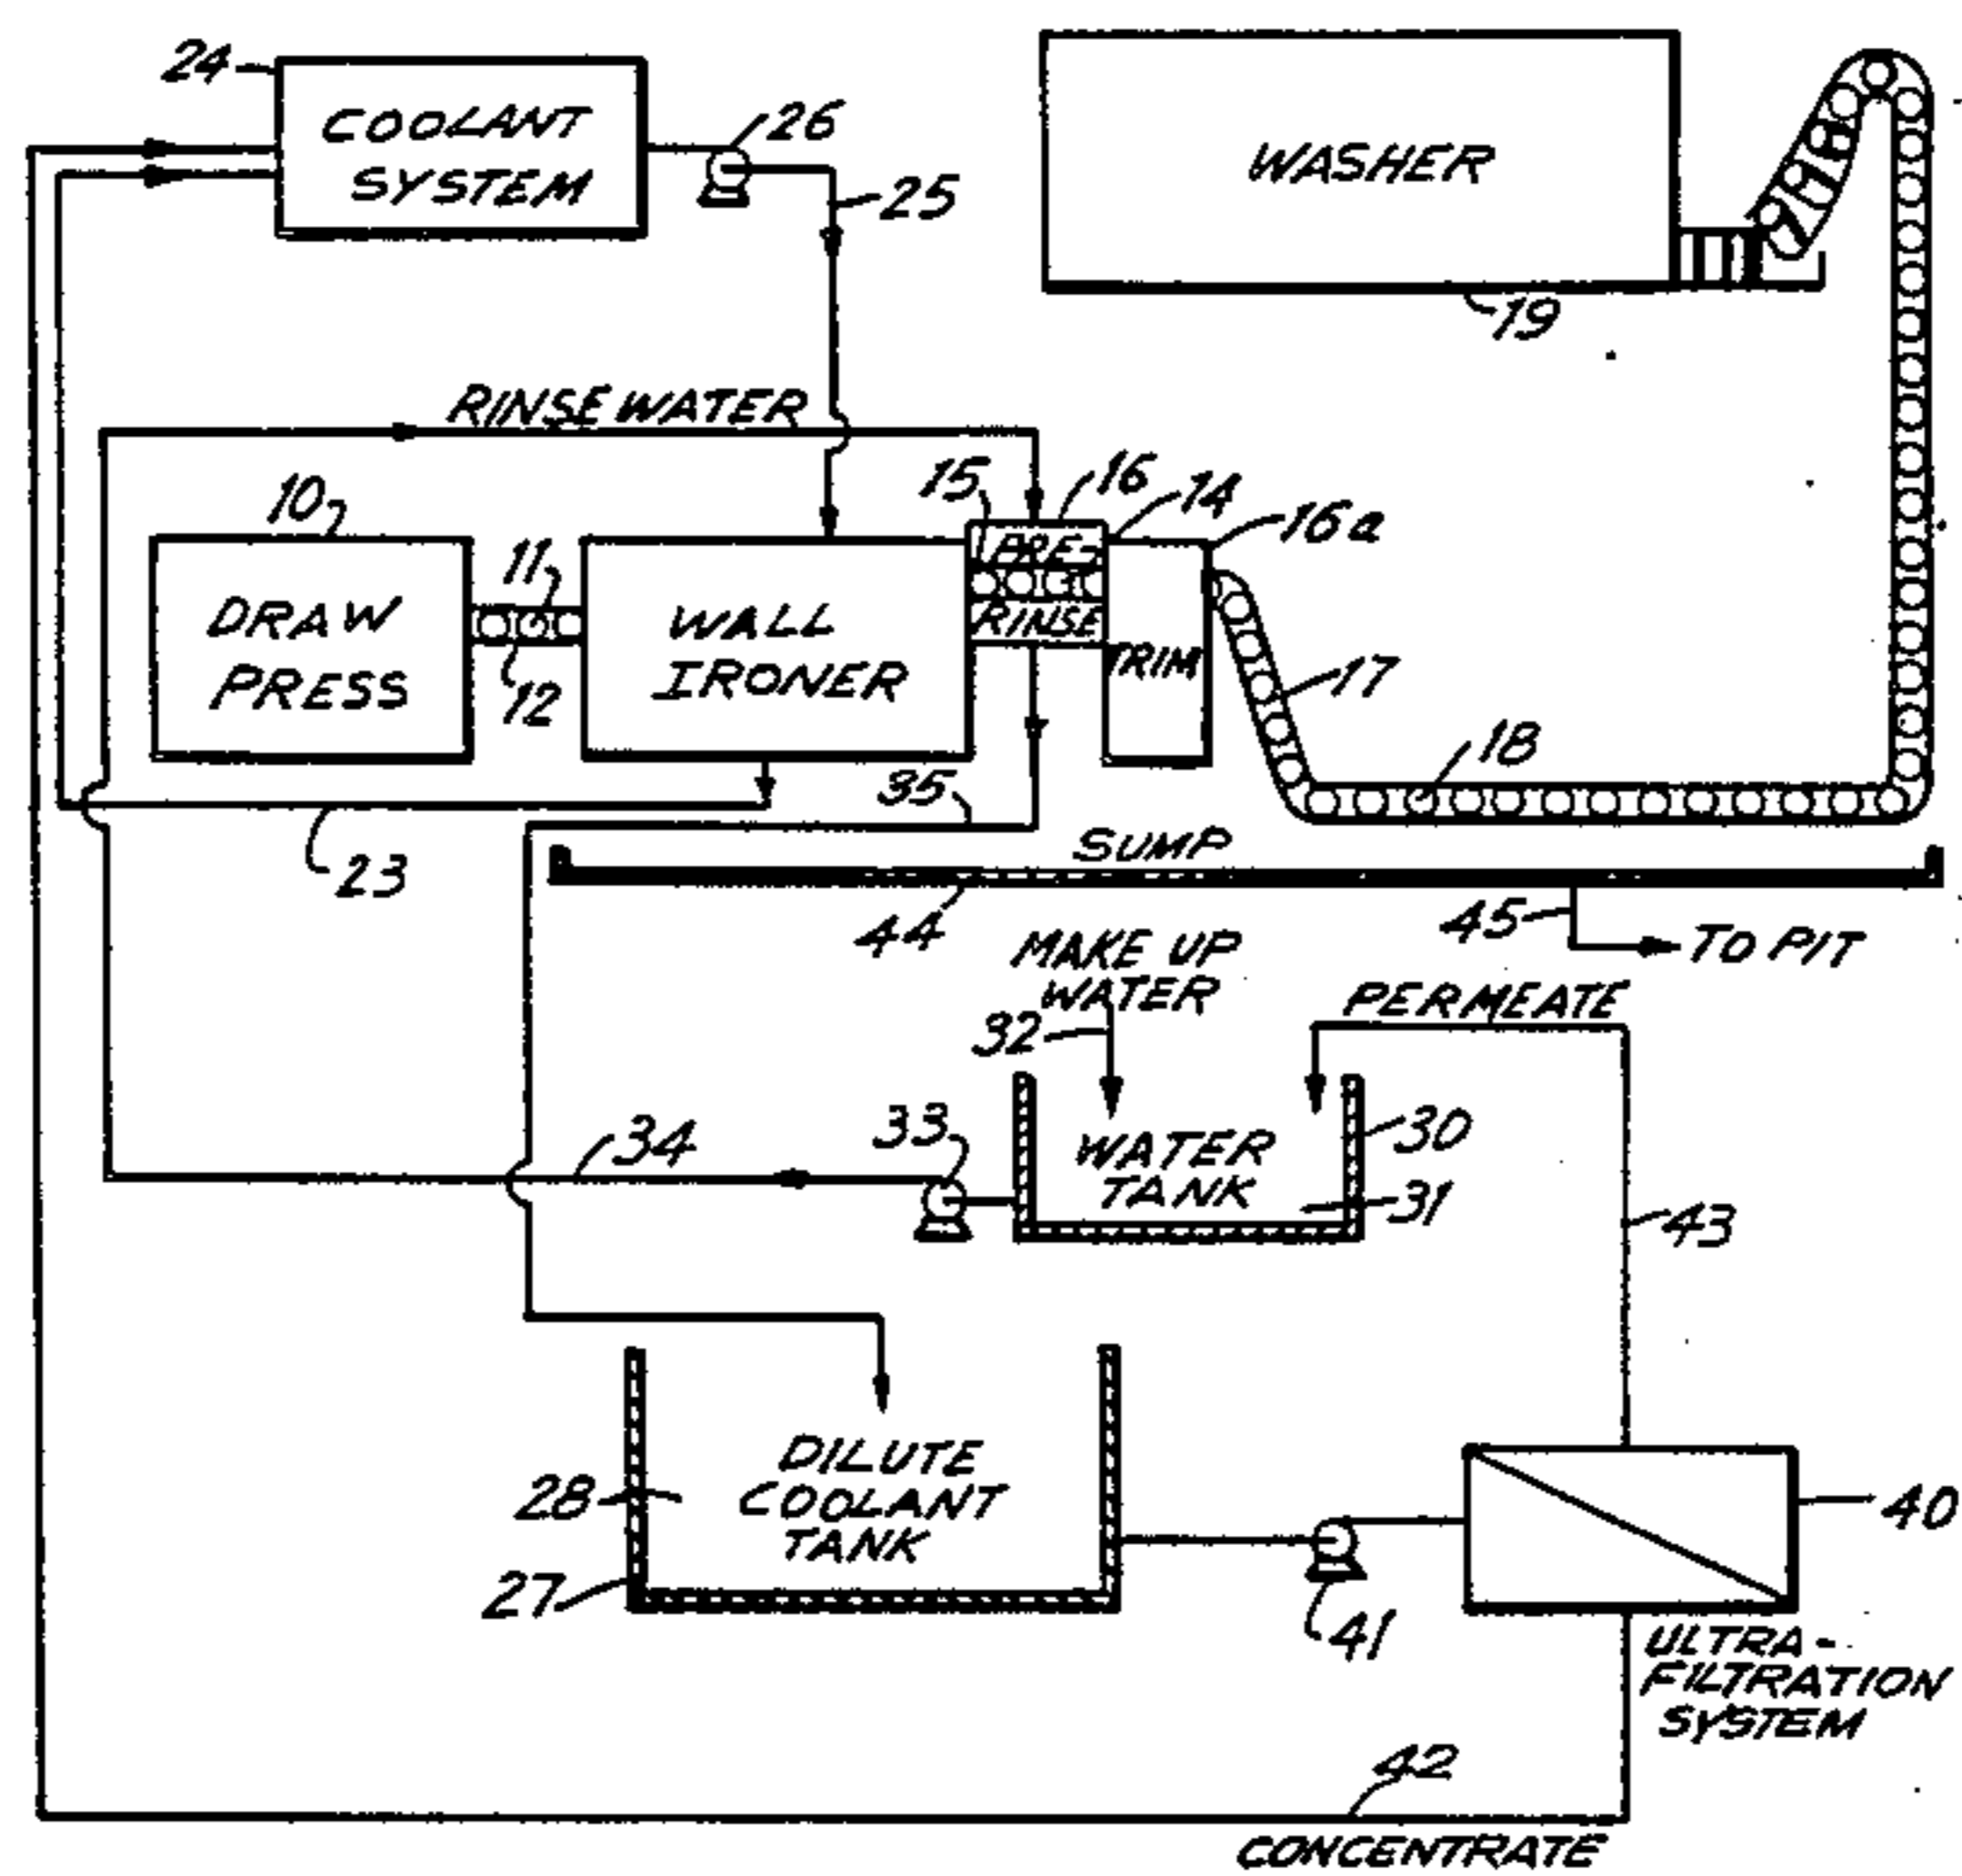 24
COOLANT
SYSTEM
26
25
WASHER
19
RINSE WATER
10
11
12
DRAW
PRESS
WALL
IRONER
15
16
14
16a
PRE-
RINSE
TRIM
17
18
23
35
SUMP
44
45
TO PIT
MAKE UP
WATER
32
PERMEATE
34
33
WATER
TANK
30
31
43
28
27
DILUTE
COOLANT
TANK
41
40
ULTRA-
FILTRATION
SYSTEM
42
CONCENTRATE